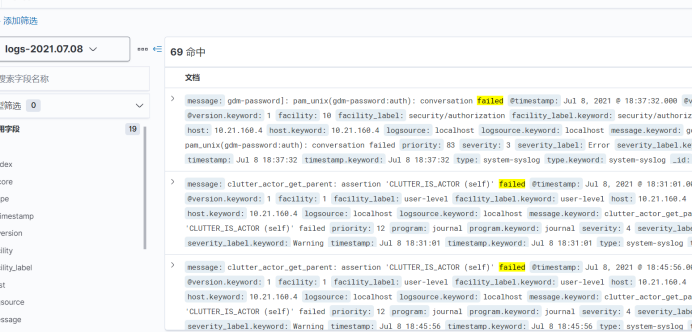 添加筛选
logs-2021.07.08
69 命中
搜索字段名称
文档
型筛选 0
用字段 19
ndex
core
ype
timestamp
version
cility
cility_label
st
gsource
essage
message: gdm-password]: pam_unix(gdm-password:auth): conversation failed @timestamp: Jul 8, 2021 @ 18:37:32.000 @v
@version.keyword: 1 facility: 10 facility_label: security/authorization facility_label.keyword: security/authoriz
host: 10.21.160.4 host.keyword: 10.21.160.4 logsource: localhost logsource.keyword: localhost message.keyword: g
pam_unix(gdm-password:auth): conversation failed priority: 83 severity: 3 severity_label: Error severity_label.ke
timestamp: Jul 8 18:37:32 timestamp.keyword: Jul 8 18:37:32 type: system-syslog type.keyword: system-syslog _id:
message: clutter_actor_get_parent: assertion 'CLUTTER_IS_ACTOR (self)' failed @timestamp: Jul 8, 2021 @ 18:31:01.00
@version.keyword: 1 facility: 1 facility_label: user-level facility_label.keyword: user-level host: 10.21.160.4
host.keyword: 10.21.160.4 logsource: localhost logsource.keyword: localhost message.keyword: clutter_actor_get_pa
'CLUTTER_IS_ACTOR (self)' failed priority: 12 program: journal program.keyword: journal severity: 4 severity_labe
severity_label.keyword: Warning timestamp: Jul 8 18:31:01 timestamp.keyword: Jul 8 18:31:01 type: system-syslog t
message: clutter_actor_get_parent: assertion 'CLUTTER_IS_ACTOR (self)' failed @timestamp: Jul 8, 2021 @ 18:45:56.00
@version.keyword: 1 facility: 1 facility_label: user-level facility_label.keyword: user-level host: 10.21.160.4
host.keyword: 10.21.160.4 logsource: localhost logsource.keyword: localhost message.keyword: clutter_actor_get_pa
'CLUTTER_IS_ACTOR (self)' failed priority: 12 program: journal program.keyword: journal severity: 4 severity_labe
severity_label.keyword: Warning timestamp: Jul 8 18:45:56 timestamp.keyword: Jul 8 18:45:56 type: system-syslog t